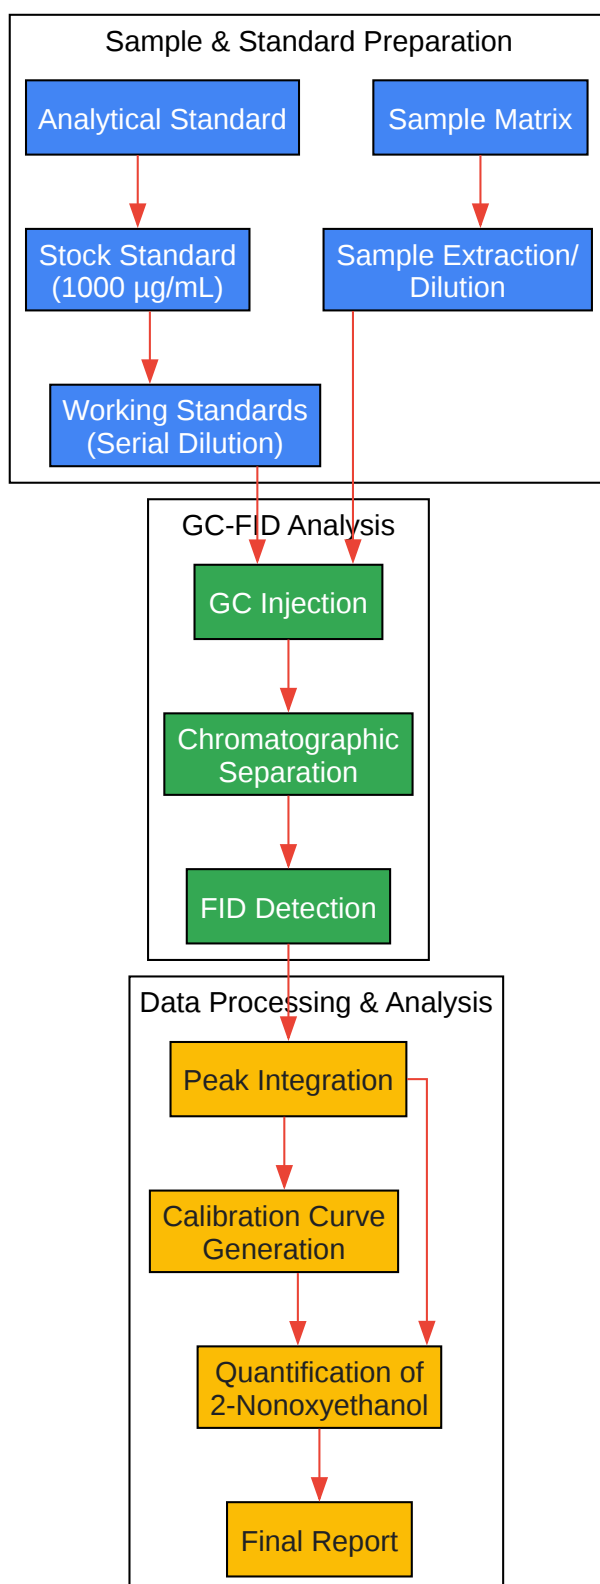 Sample & Standard Preparation
Analytical Standard
Sample Matrix
Stock Standard
(1000 µg/mL)
Sample Extraction/
Dilution
Working Standards
(Serial Dilution)
GC-FID Analysis
GC Injection
Chromatographic
Separation
FID Detection
Data Processing & Analysis
Peak Integration
Calibration Curve
Generation
Quantification of
2-Nonoxyethanol
Final Report